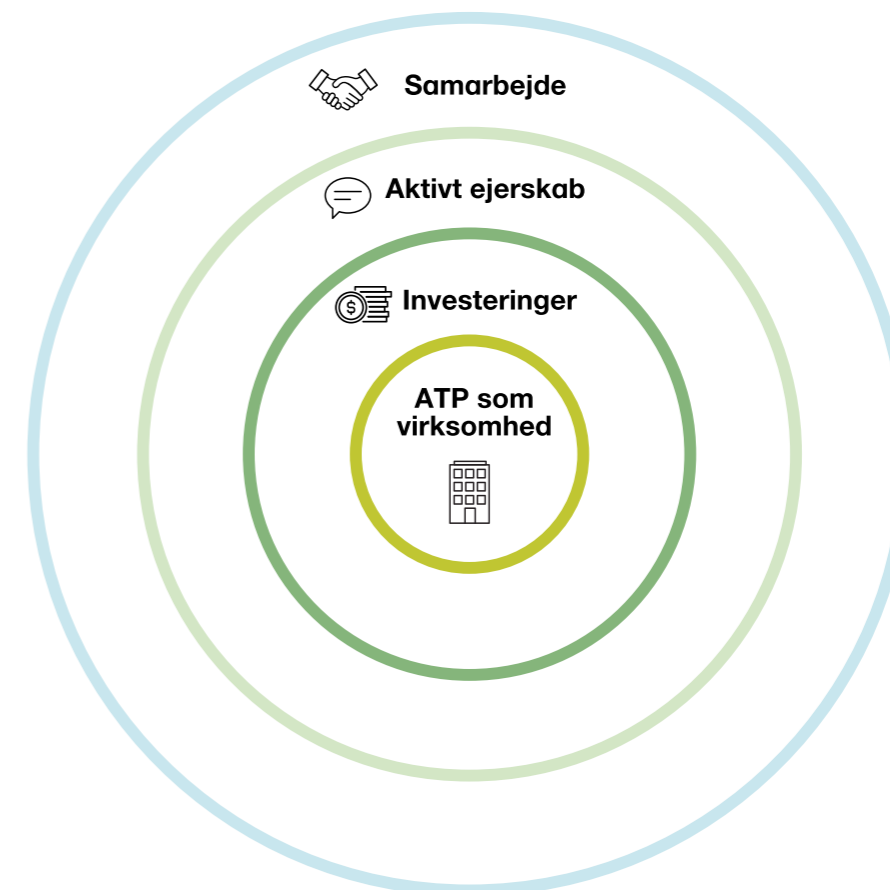 Samarbejde
Aktivt ejerskab
Investeringer
ATP som
virksomhed